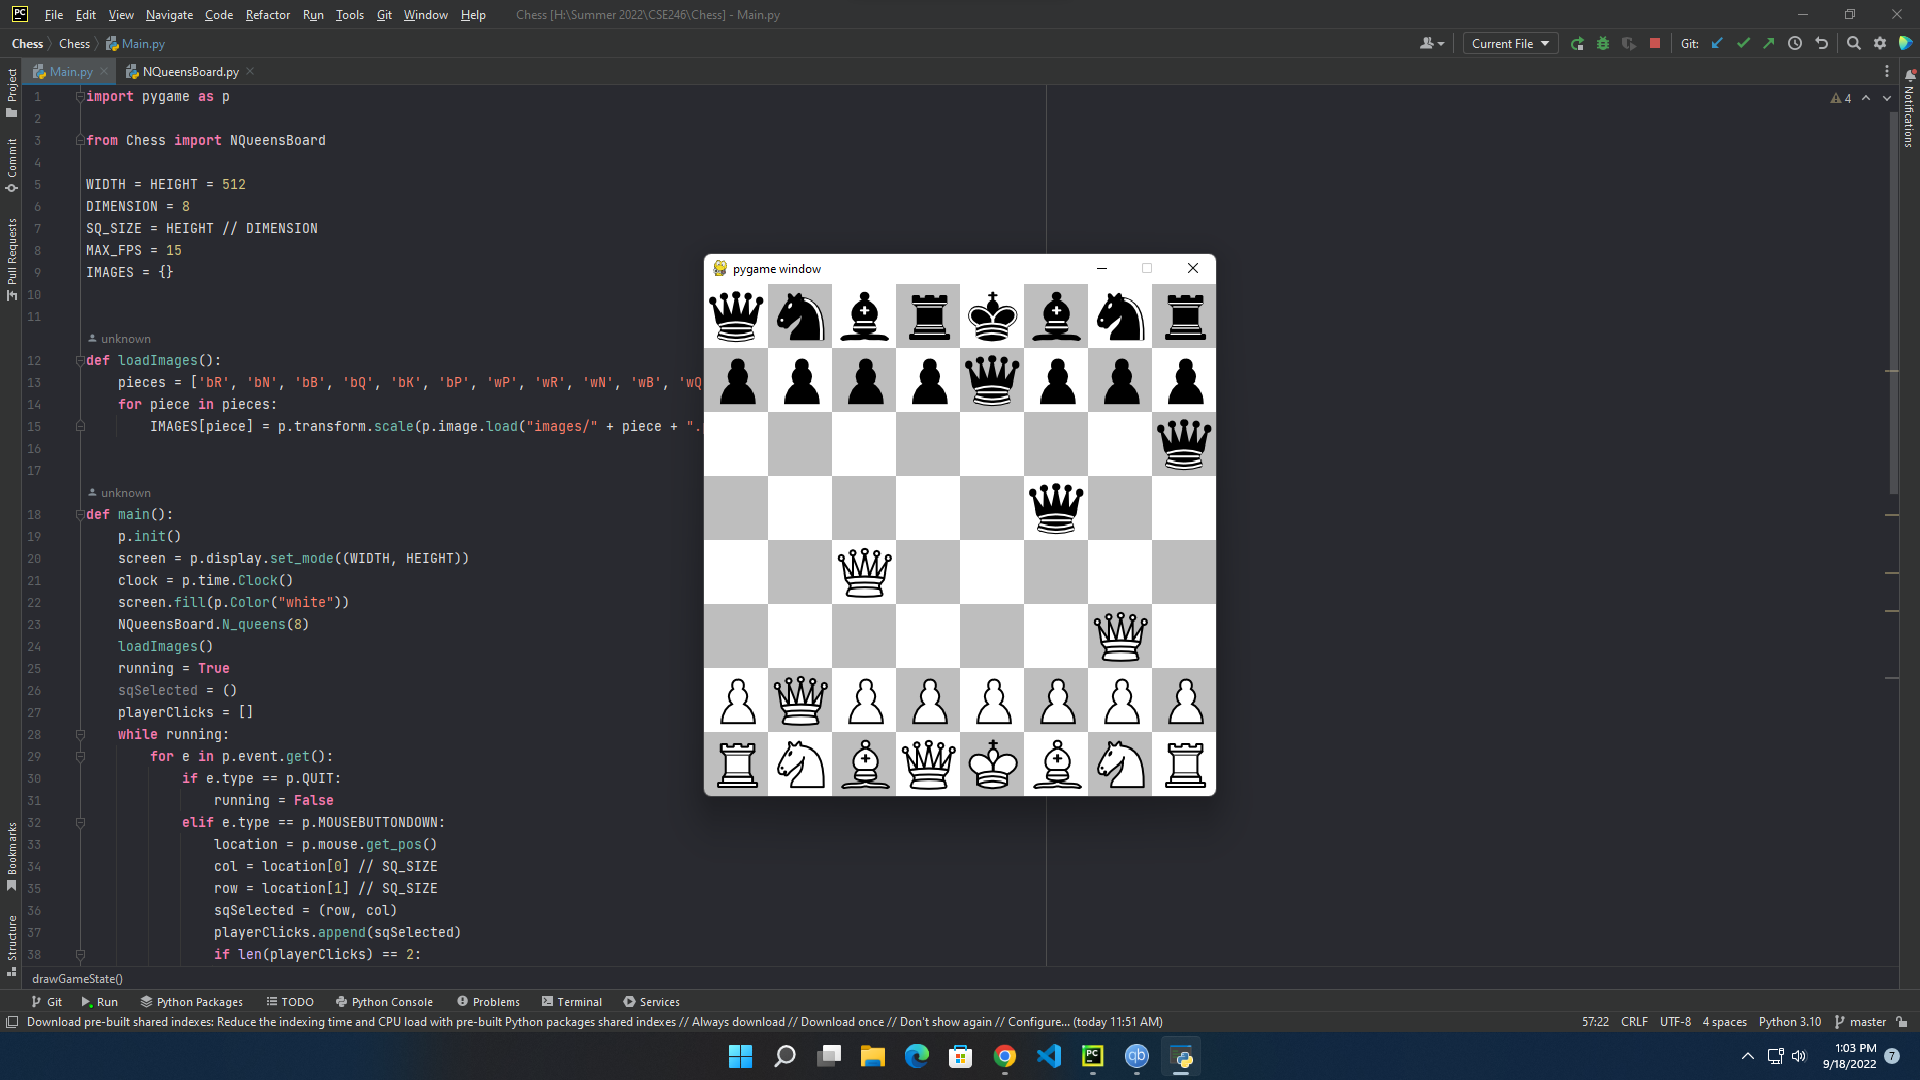 PC File Edit View Navigate Code Refactor Run Tools Git Window Help Chess [H:\Summer 2022\CSE246\Chess] - Main.py
Chess Chess Main.py Current File Git:
Main.py NQueensBoard.py
Project
Commit
Pull Requests
Bookmarks
Structure
Notifications
4
1 import pygame as p
2
3 from Chess import NQueensBoard
4
5 WIDTH = HEIGHT = 512
6 DIMENSION = 8
7 SQ_SIZE = HEIGHT // DIMENSION
8 MAX_FPS = 15
9 IMAGES = {}
10
11
unknown
12 def loadImages():
13 pieces = ['bR', 'bN', 'bB', 'bQ', 'bK', 'bP', 'wP', 'wR', 'wN', 'wB', 'wQ
14 for piece in pieces:
15 IMAGES[piece] = p.transform.scale(p.image.load("images/" + piece + ".
16
17
unknown
18 def main():
19 p.init()
20 screen = p.display.set_mode((WIDTH, HEIGHT))
21 clock = p.time.Clock()
22 screen.fill(p.Color("white"))
23 NQueensBoard.N_queens(8)
24 loadImages()
25 running = True
26 sqSelected = ()
27 playerClicks = []
28 while running:
29 for e in p.event.get():
30 if e.type == p.QUIT:
31 running = False
32 elif e.type == p.MOUSEBUTTONDOWN:
33 location = p.mouse.get_pos()
34 col = location[0] // SQ_SIZE
35 row = location[1] // SQ_SIZE
36 sqSelected = (row, col)
37 playerClicks.append(sqSelected)
38 if len(playerClicks) == 2:
pygame window
drawGameState()
Git Run Python Packages TODO Python Console Problems Terminal Services
Download pre-built shared indexes: Reduce the indexing time and CPU load with pre-built Python packages shared indexes // Always download // Download once // Don't show again // Configure... (today 11:51 AM) 57:22 CRLF UTF-8 4 spaces Python 3.10 master
PC qb 1:03 PM
9/18/2022 7